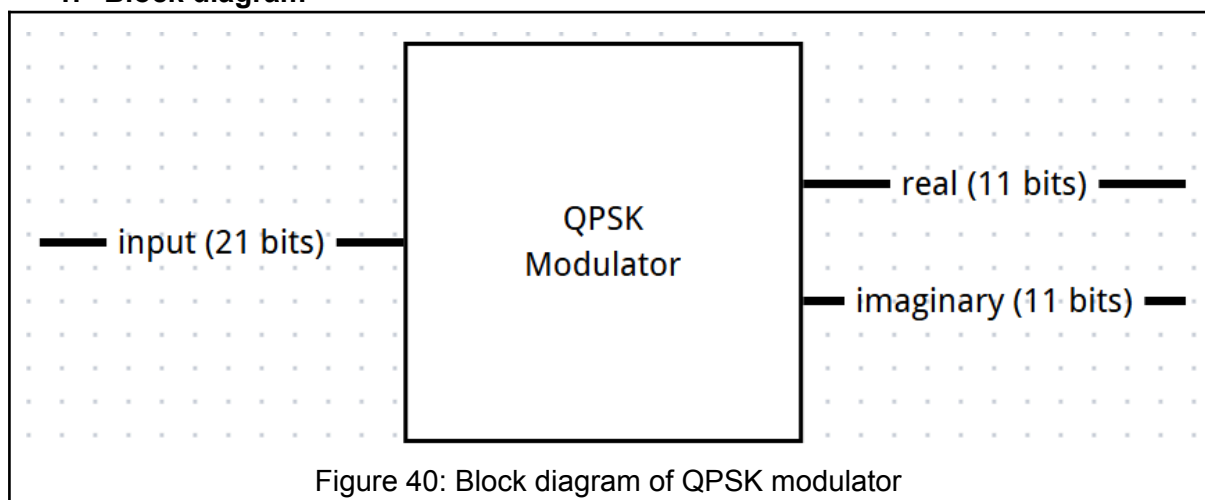 1. Block diagram
QPSK
Modulator
input (21 bits)
real (11 bits)
imaginary (11 bits)
Figure 40: Block diagram of QPSK modulator